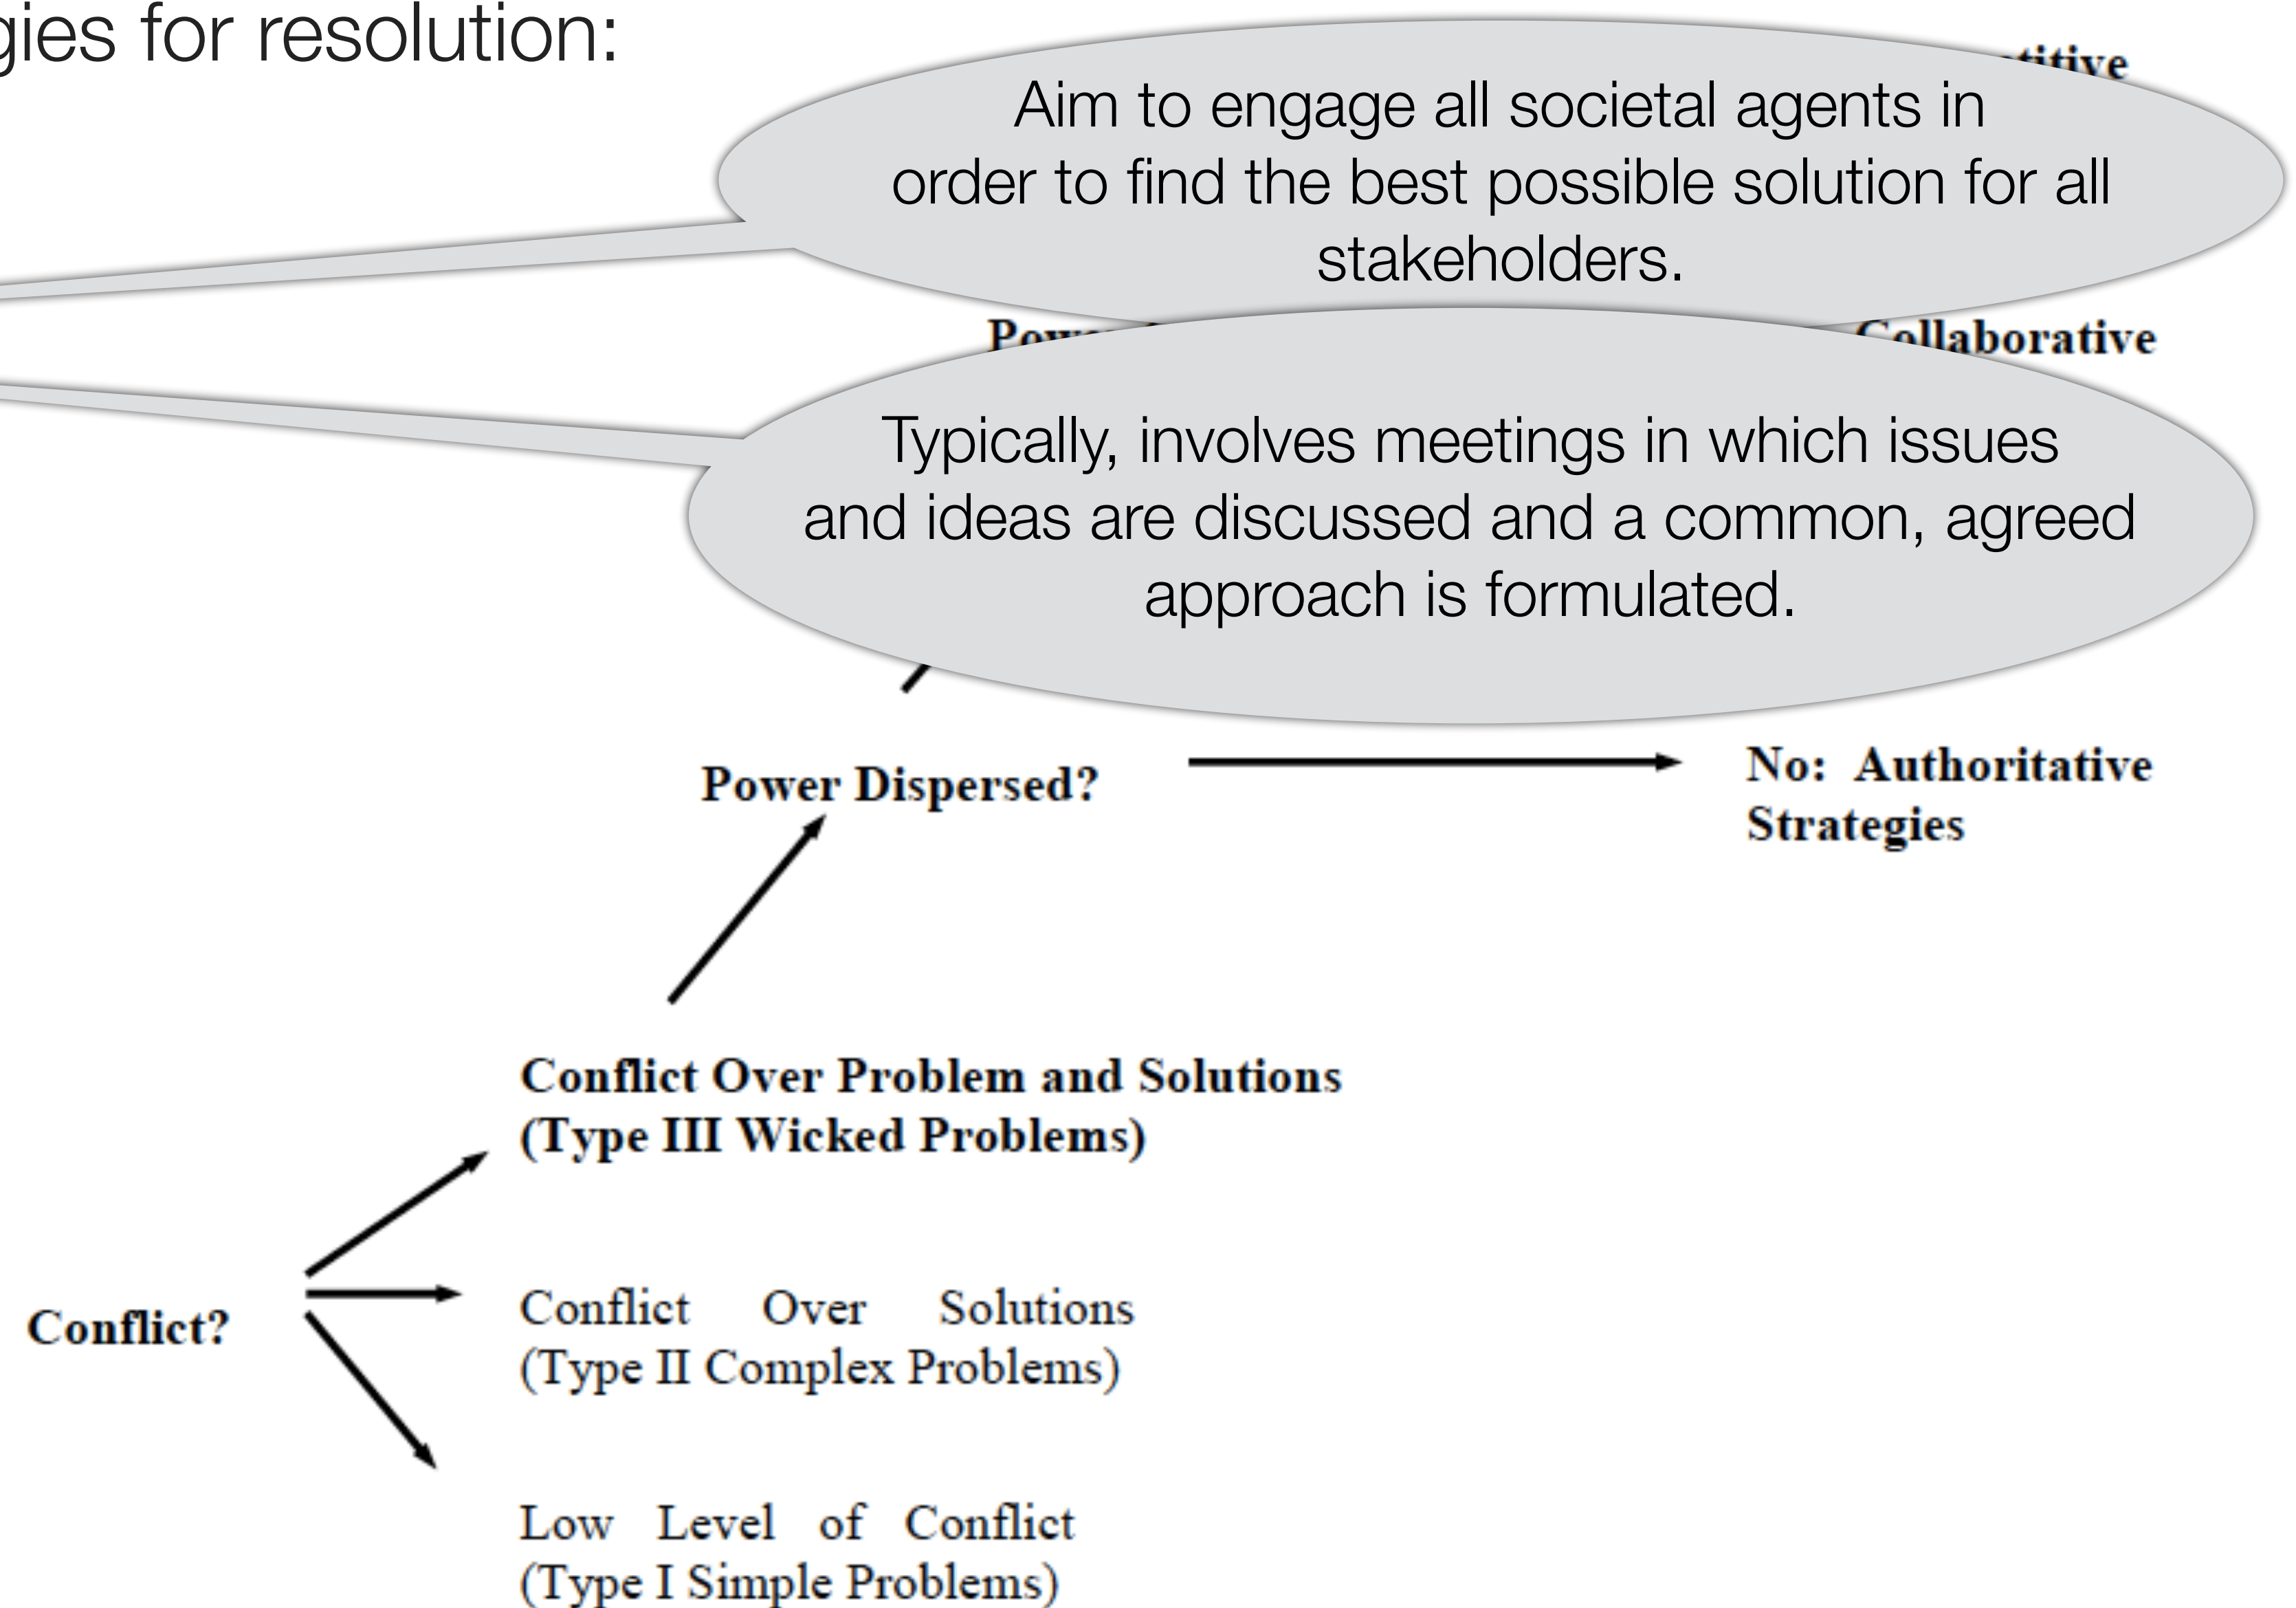 for resolution:
Aim to engage all societal agents in
order to find the best possible solution for all
stakeholders.
Typically, involves meetings in which issues
and ideas are discussed and a common, agreed
approach is formulated.
Power Dispersed?
No: Authoritative
Strategies
Conflict Over Problem and Solutions
(Type III Wicked Problems)
Conflict?
Conflict Over Solutions
(Type II Complex Problems)
Low Level of Conflict
(Type I Simple Problems)